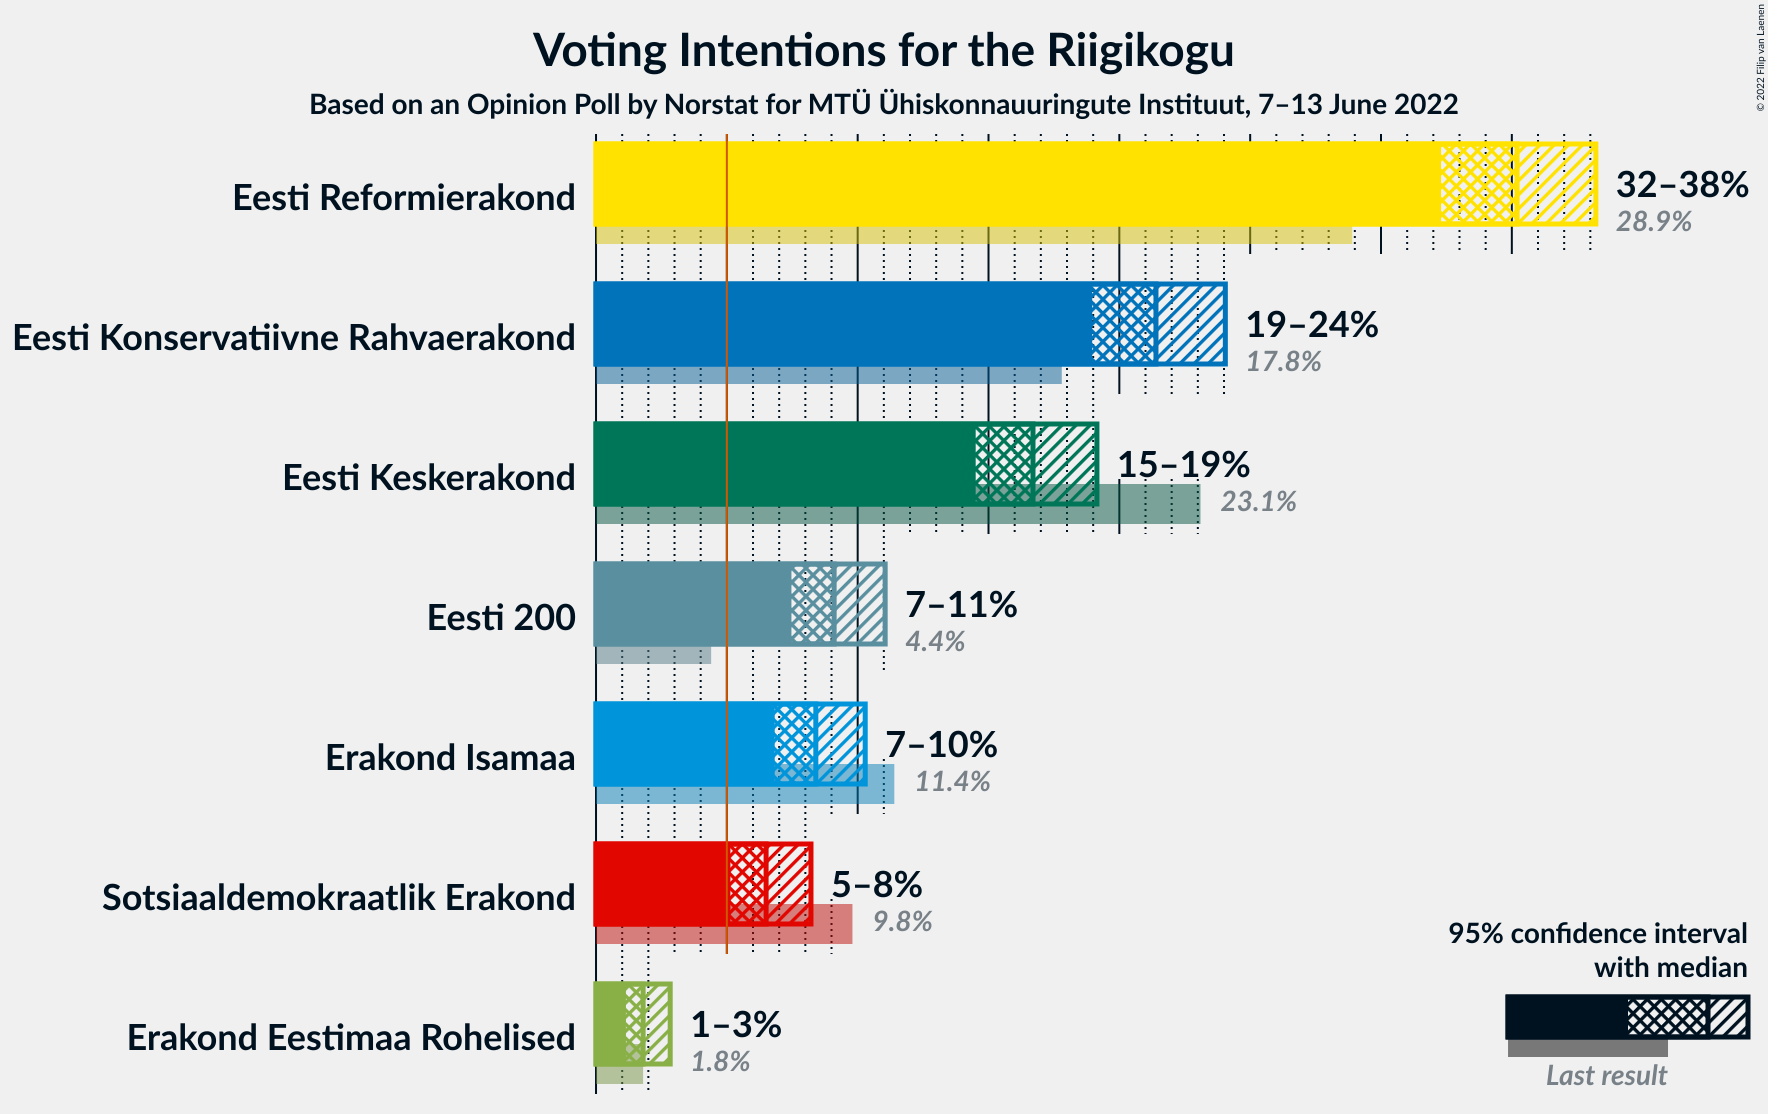 Voting Intentions for the Riigikogu
Based on an Opinion Poll by Norstat for MTÜ Ühiskonnauuringute Instituut, 7–13 June 2022
© 2022 Filip van Laenen
Eesti Reformierakond
32–38%
28.9%
Eesti Konservatiivne Rahvaerakond
19–24%
17.8%
Eesti Keskerakond
15–19%
23.1%
Eesti 200
7–11%
4.4%
Erakond Isamaa
7–10%
11.4%
Sotsiaaldemokraatlik Erakond
5–8%
9.8%
Erakond Eestimaa Rohelised
1–3%
1.8%
95% confidence interval
with median
Last result